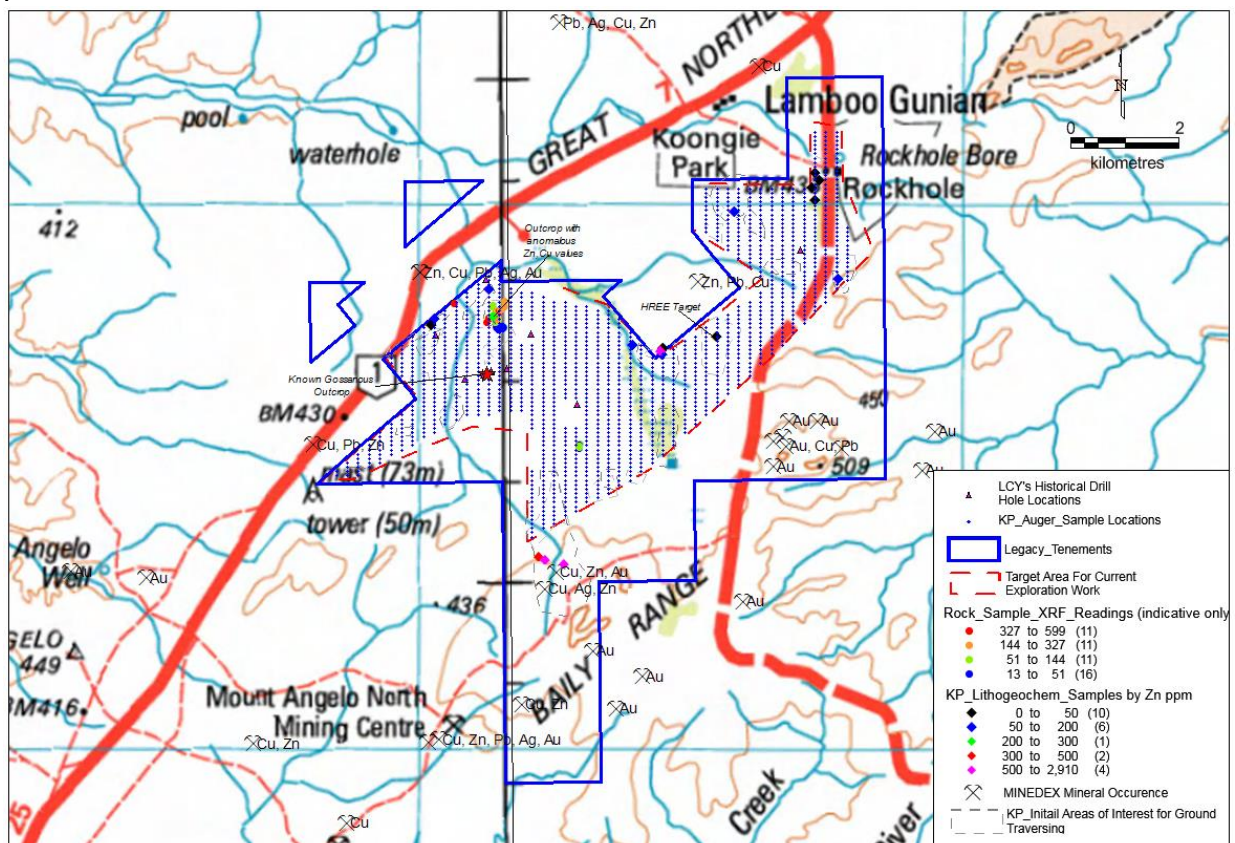 Pb, Ag, Cu, Zn
Cu
GREAT NORTHE
Lamboo Gunian
N
0 2
kilometres
pool
waterhole
Koongie
Park
Rockhole Bore
Rockhole
BM43
412
Outcrop with
anomalous
Zn,Cu values
Zn, Cu, Pb, Ag, Au
Zn, Pb, Cu
HREE Target
Known Gossanous
Outcrop
1
BM430
Cu, Pb, Zn
mast (73m)
tower (50m)
450
Au
Au
Au, Cu, Pb
Au
509
Au
Au
Angelo
Well
Au
Au
Cu, Zn, Au
Cu, Ag, Zn
436
Au
GELO
449
BM416
BAILY RANGE
Au
Au
Au
Mount Angelo North
Mining Centre
Cu, Zn
Cu, Zn, Pb, Ag, Au
Cu, Zn
Cu
25
Creek
River
LCY's Historical Drill
Hole Locations
KP_Auger_Sample Locations
Legacy_Tenements
Target Area For Current
Exploration Work
Rock_Sample_XRF_Readings (indicative only
327 to 599 (11)
144 to 327 (11)
51 to 144 (11)
13 to 51 (16)
KP_Lithogeochem_Samples by Zn ppm
0 to 50 (10)
50 to 200 (6)
200 to 300 (1)
300 to 500 (2)
500 to 2,910 (4)
MINEDEX Mineral Occurence
KP_Initail Areas of Interest for Ground
Traversing